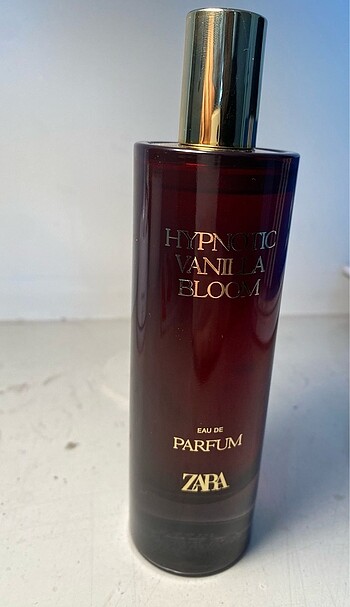 HYPNOTIC
VANILLA
BLOOM
EAU DE
PARFUM
ZARA